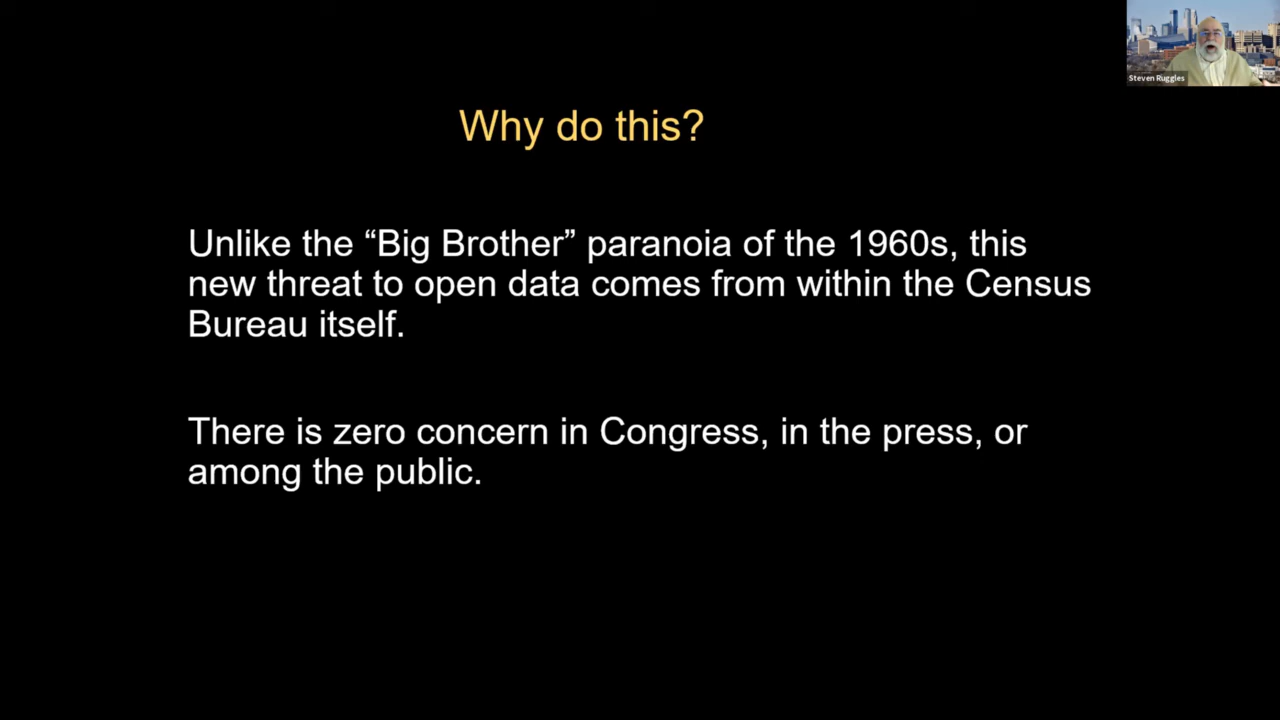 Steven Ruggles
Why do this?
Unlike the “Big Brother” paranoia of the 1960s, this
new threat to open data comes from within the Census
Bureau itself.
There is zero concern in Congress, in the press, or
among the public.